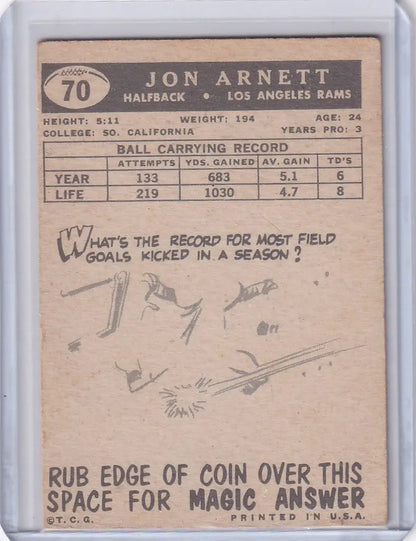 70
JON ARNETT
HALFBACK • LOS ANGELES RAMS
HEIGHT: 5:11 WEIGHT: 194 AGE: 24
COLLEGE: SO. CALIFORNIA YEARS PRO: 3
BALL CARRYING RECORD
ATTEMPTS YDS. GAINED AV. GAIN TD'S
YEAR 133 683 5.1 6
LIFE 219 1030 4.7 8
WHAT'S THE RECORD FOR MOST FIELD
GOALS KICKED IN A SEASON?
RUB EDGE OF COIN OVER THIS
SPACE FOR MAGIC ANSWER
©T.C.G. PRINTED IN U.S.A.